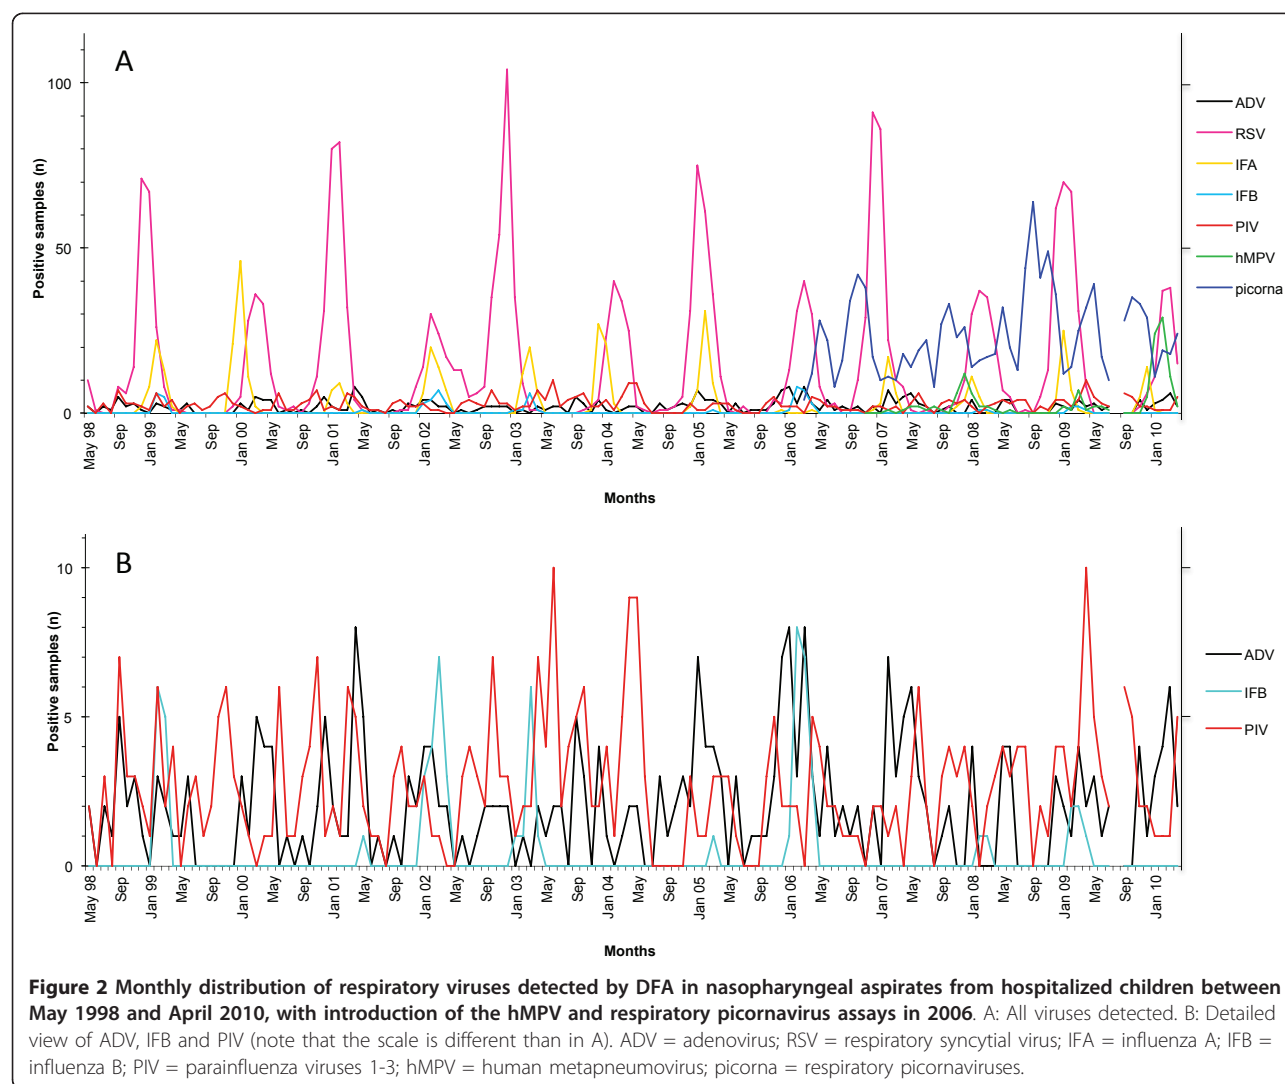 A
100
50
0
Positive samples (n)
May 98
Sep
Jan 99
May
Sep
Jan 00
May
Sep
Jan 01
May
Sep
Jan 02
May
Sep
Jan 03
May
Sep
Jan 04
May
Sep
Jan 05
May
Sep
Jan 06
May
Sep
Jan 07
May
Sep
Jan 08
May
Sep
Jan 09
May
Sep
Jan 10
Months
ADV
RSV
IFA
IFB
PIV
hMPV
picorna
B
10
5
0
Positive samples (n)
May 98
Sep
Jan 99
May
Sep
Jan 00
May
Sep
Jan 01
May
Sep
Jan 02
May
Sep
Jan 03
May
Sep
Jan 04
May
Sep
Jan 05
May
Sep
Jan 06
May
Sep
Jan 07
May
Sep
Jan 08
May
Sep
Jan 09
May
Sep
Jan 10
Months
ADV
IFB
PIV
Figure 2 Monthly distribution of respiratory viruses detected by DFA in nasopharyngeal aspirates from hospitalized children between
May 1998 and April 2010, with introduction of the hMPV and respiratory picornavirus assays in 2006. A: All viruses detected. B: Detailed
view of ADV, IFB and PIV (note that the scale is different than in A). ADV = adenovirus; RSV = respiratory syncytial virus; IFA = influenza A; IFB =
influenza B; PIV = parainfluenza viruses 1-3; hMPV = human metapneumovirus; picorna = respiratory picornaviruses.